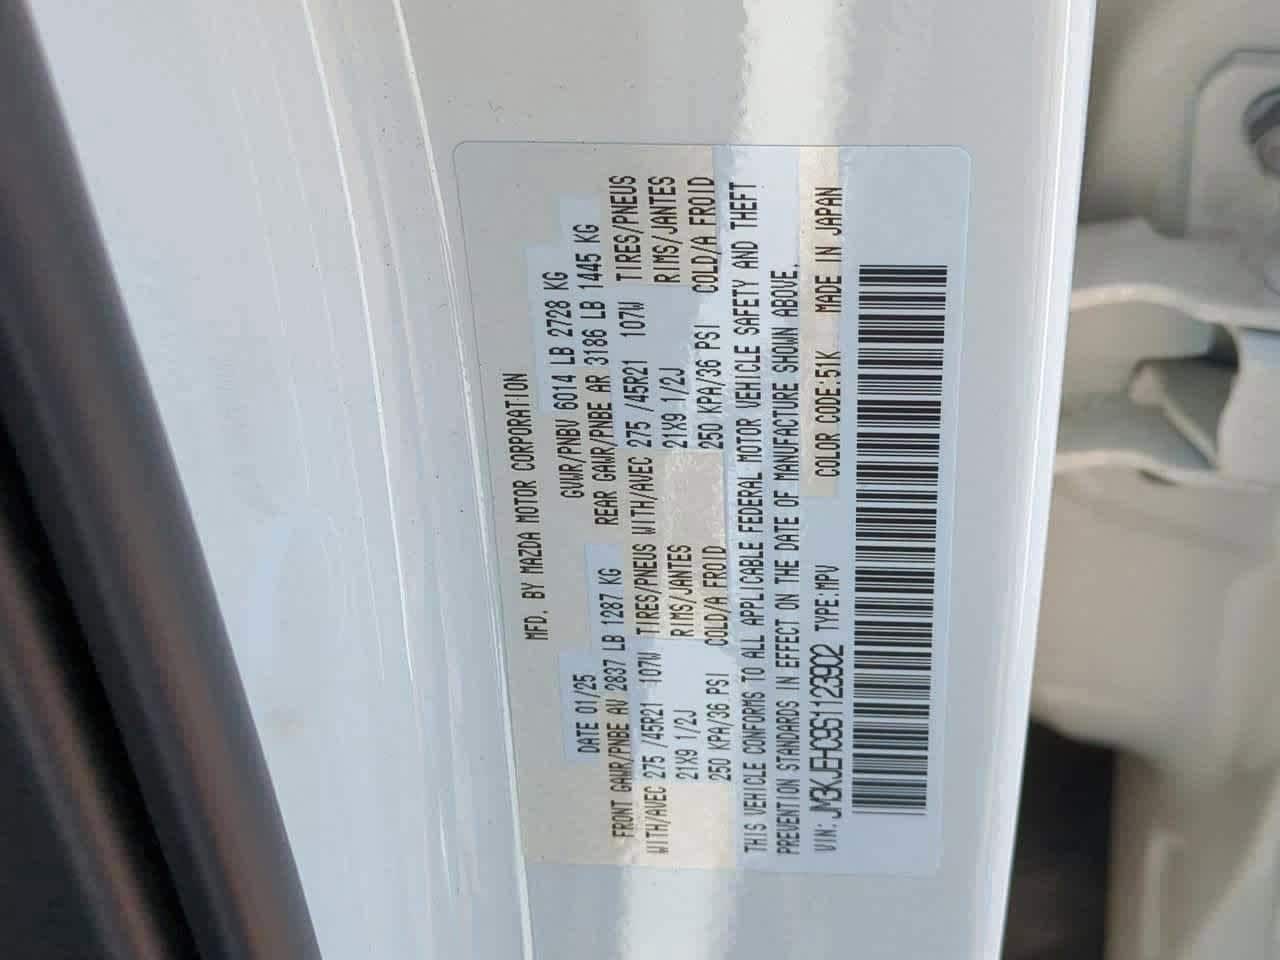 MFD. BY MAZDA MOTOR CORPORATION
DATE 01/25 GVWR/PNBV 6014 LB 2728 KG
FRONT GAWR/PNBE AV 2837 LB 1287 KG REAR GAWR/PNBE AR 3186 LB 1445 KG
WITH/AVEC 275 /45R21 107W TIRES/PNEUS WITH/AVEC 275 /45R21 107W TIRES/PNEUS
21X9 1/2J RIMS/JANTES 21X9 1/2J RIMS/JANTES
250 KPA/36 PSI COLD/A FROID 250 KPA/36 PSI COLD/A FROID
THIS VEHICLE CONFORMS TO ALL APPLICABLE FEDERAL MOTOR VEHICLE SAFETY AND THEFT
PREVENTION STANDARDS IN EFFECT ON THE DATE OF MANUFACTURE SHOWN ABOVE.
VIN: JM3KJEHC9S1123902 TYPE:MPV COLOR CODE:51K MADE IN JAPAN